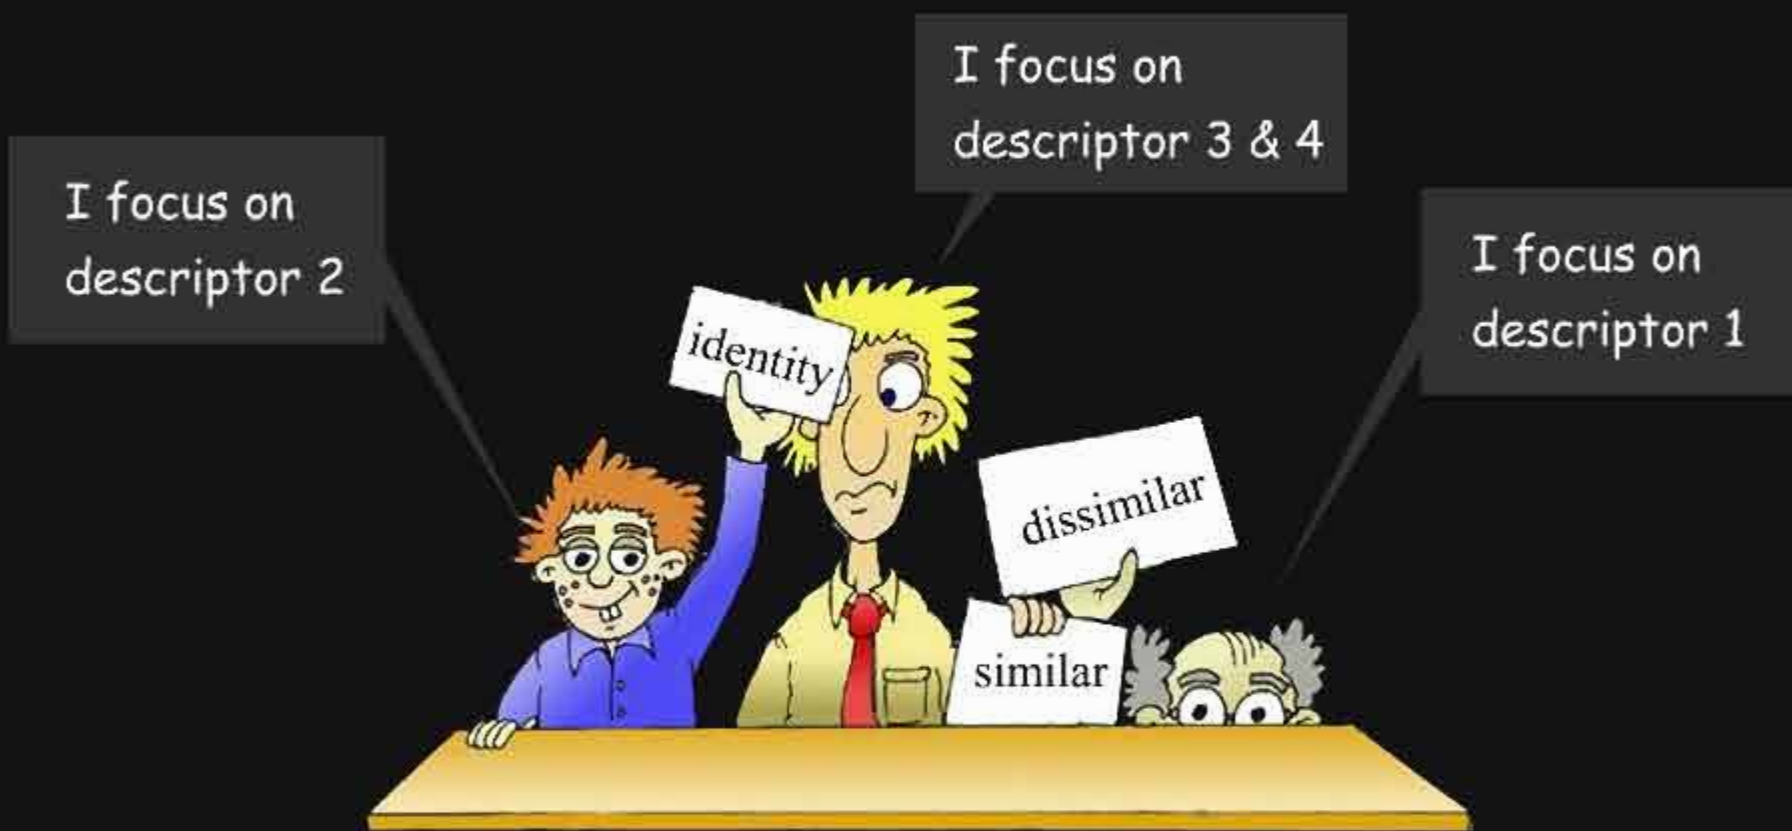 I focus on
descriptor 3 & 4
I focus on
descriptor 2
I focus on
descriptor 1
identity
dissimilar
similar